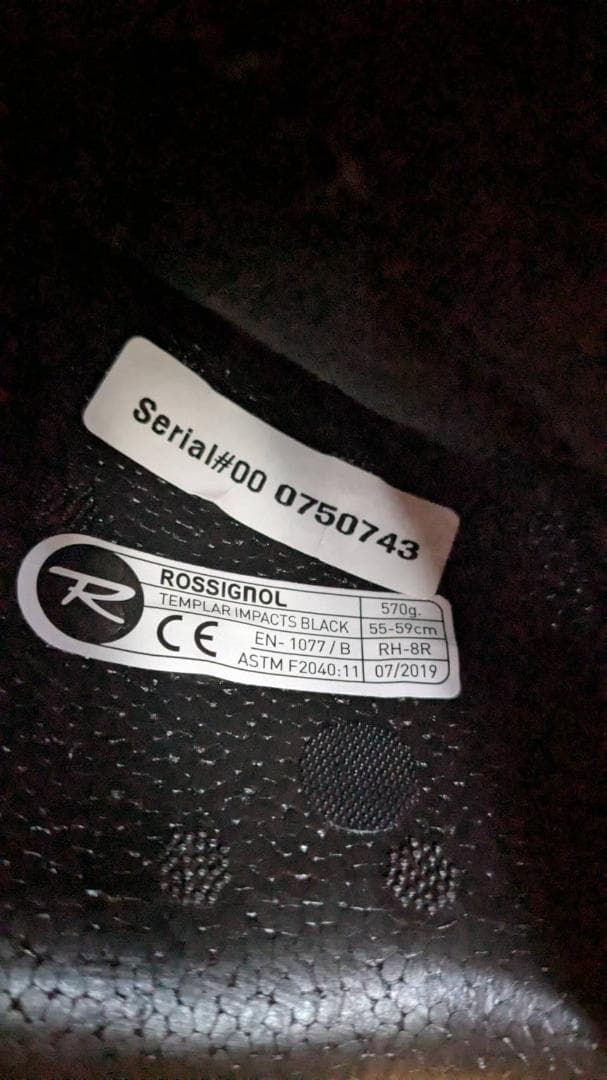 Serial#00 0750743
R
ROSSIGNOL
TEMPLAR IMPACTS BLACK
CE
EN- 1077 / B
ASTM F2040:11
570g.
55-59cm
RH-8R
07/2019